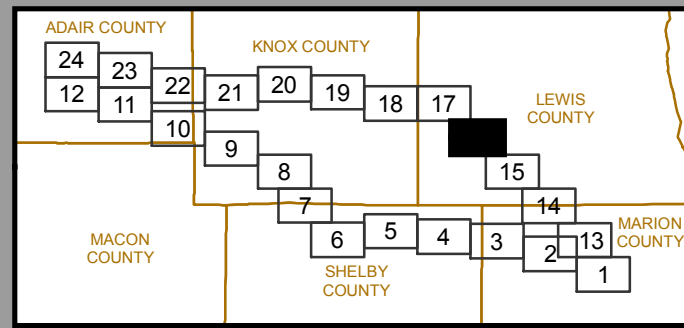 ADAIR COUNTY
KNOX COUNTY
24
23
22
21
20
19
18
17
LEWIS
COUNTY
12
11
10
9
8
15
7
14
MACON
COUNTY
6
5
4
3
2
13
MARION
COUNTY
SHELBY
COUNTY
1